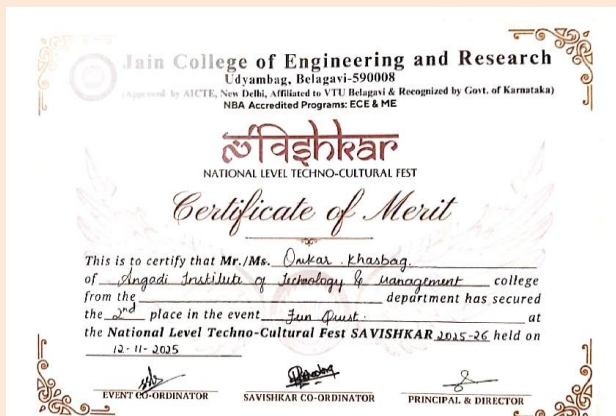 Jain College of Engineering and Research
Udyambag, Belagavi-590008
(Approved by AICTE, New Delhi, Affiliated to VTU Belagavi & Recognized by Govt. of Karnataka)
NBA Accredited Programs: ECE & ME
सविshkar
NATIONAL LEVEL TECHNO-CULTURAL FEST
Certificate of Merit
This is to certify that Mr./Ms. Omkar . Khasbag.
of Angadi Institute of Technology & Management college
from the department has secured
the 2nd place in the event Fun Quest. at
the National Level Techno-Cultural Fest SAVISHKAR 2025-26 held on
12-11-2025
EVENT CO-ORDINATOR SAVISHKAR CO-ORDINATOR PRINCIPAL & DIRECTOR